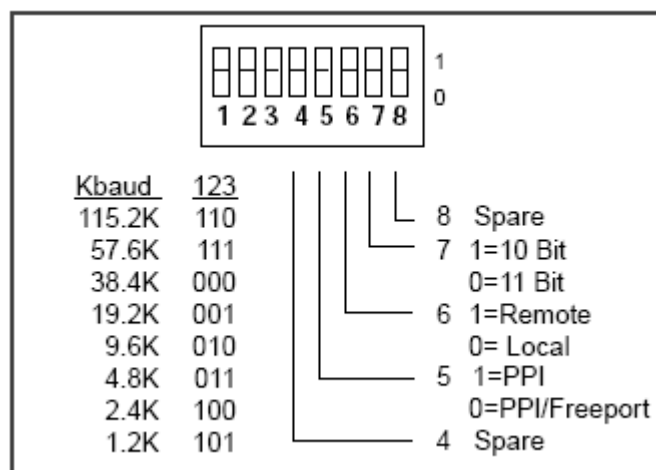 1
0
1 2 3 4 5 6 7 8
Kbaud 123
115.2K 110
57.6K 111
38.4K 000
19.2K 001
9.6K 010
4.8K 011
2.4K 100
1.2K 101
8 Spare
7 1=10 Bit
0=11 Bit
6 1=Remote
0= Local
5 1=PPI
0=PPI/Freeport
4 Spare